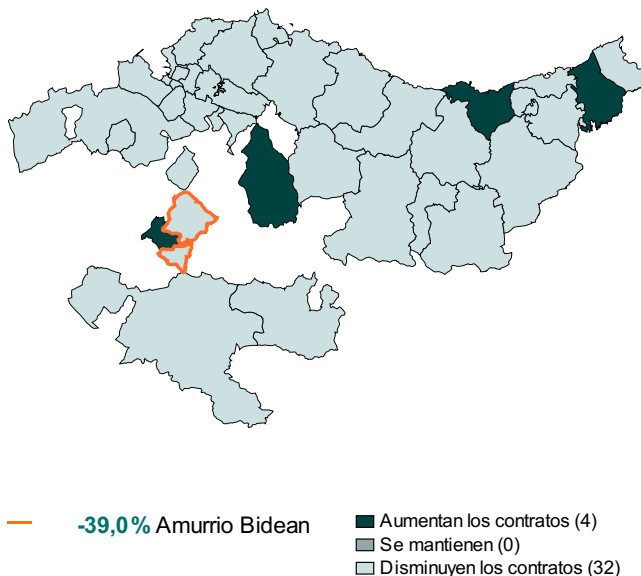 -39,0% Amurrio Bidean
Aumentan los contratos (4)
Se mantienen (0)
Disminuyen los contratos (32)